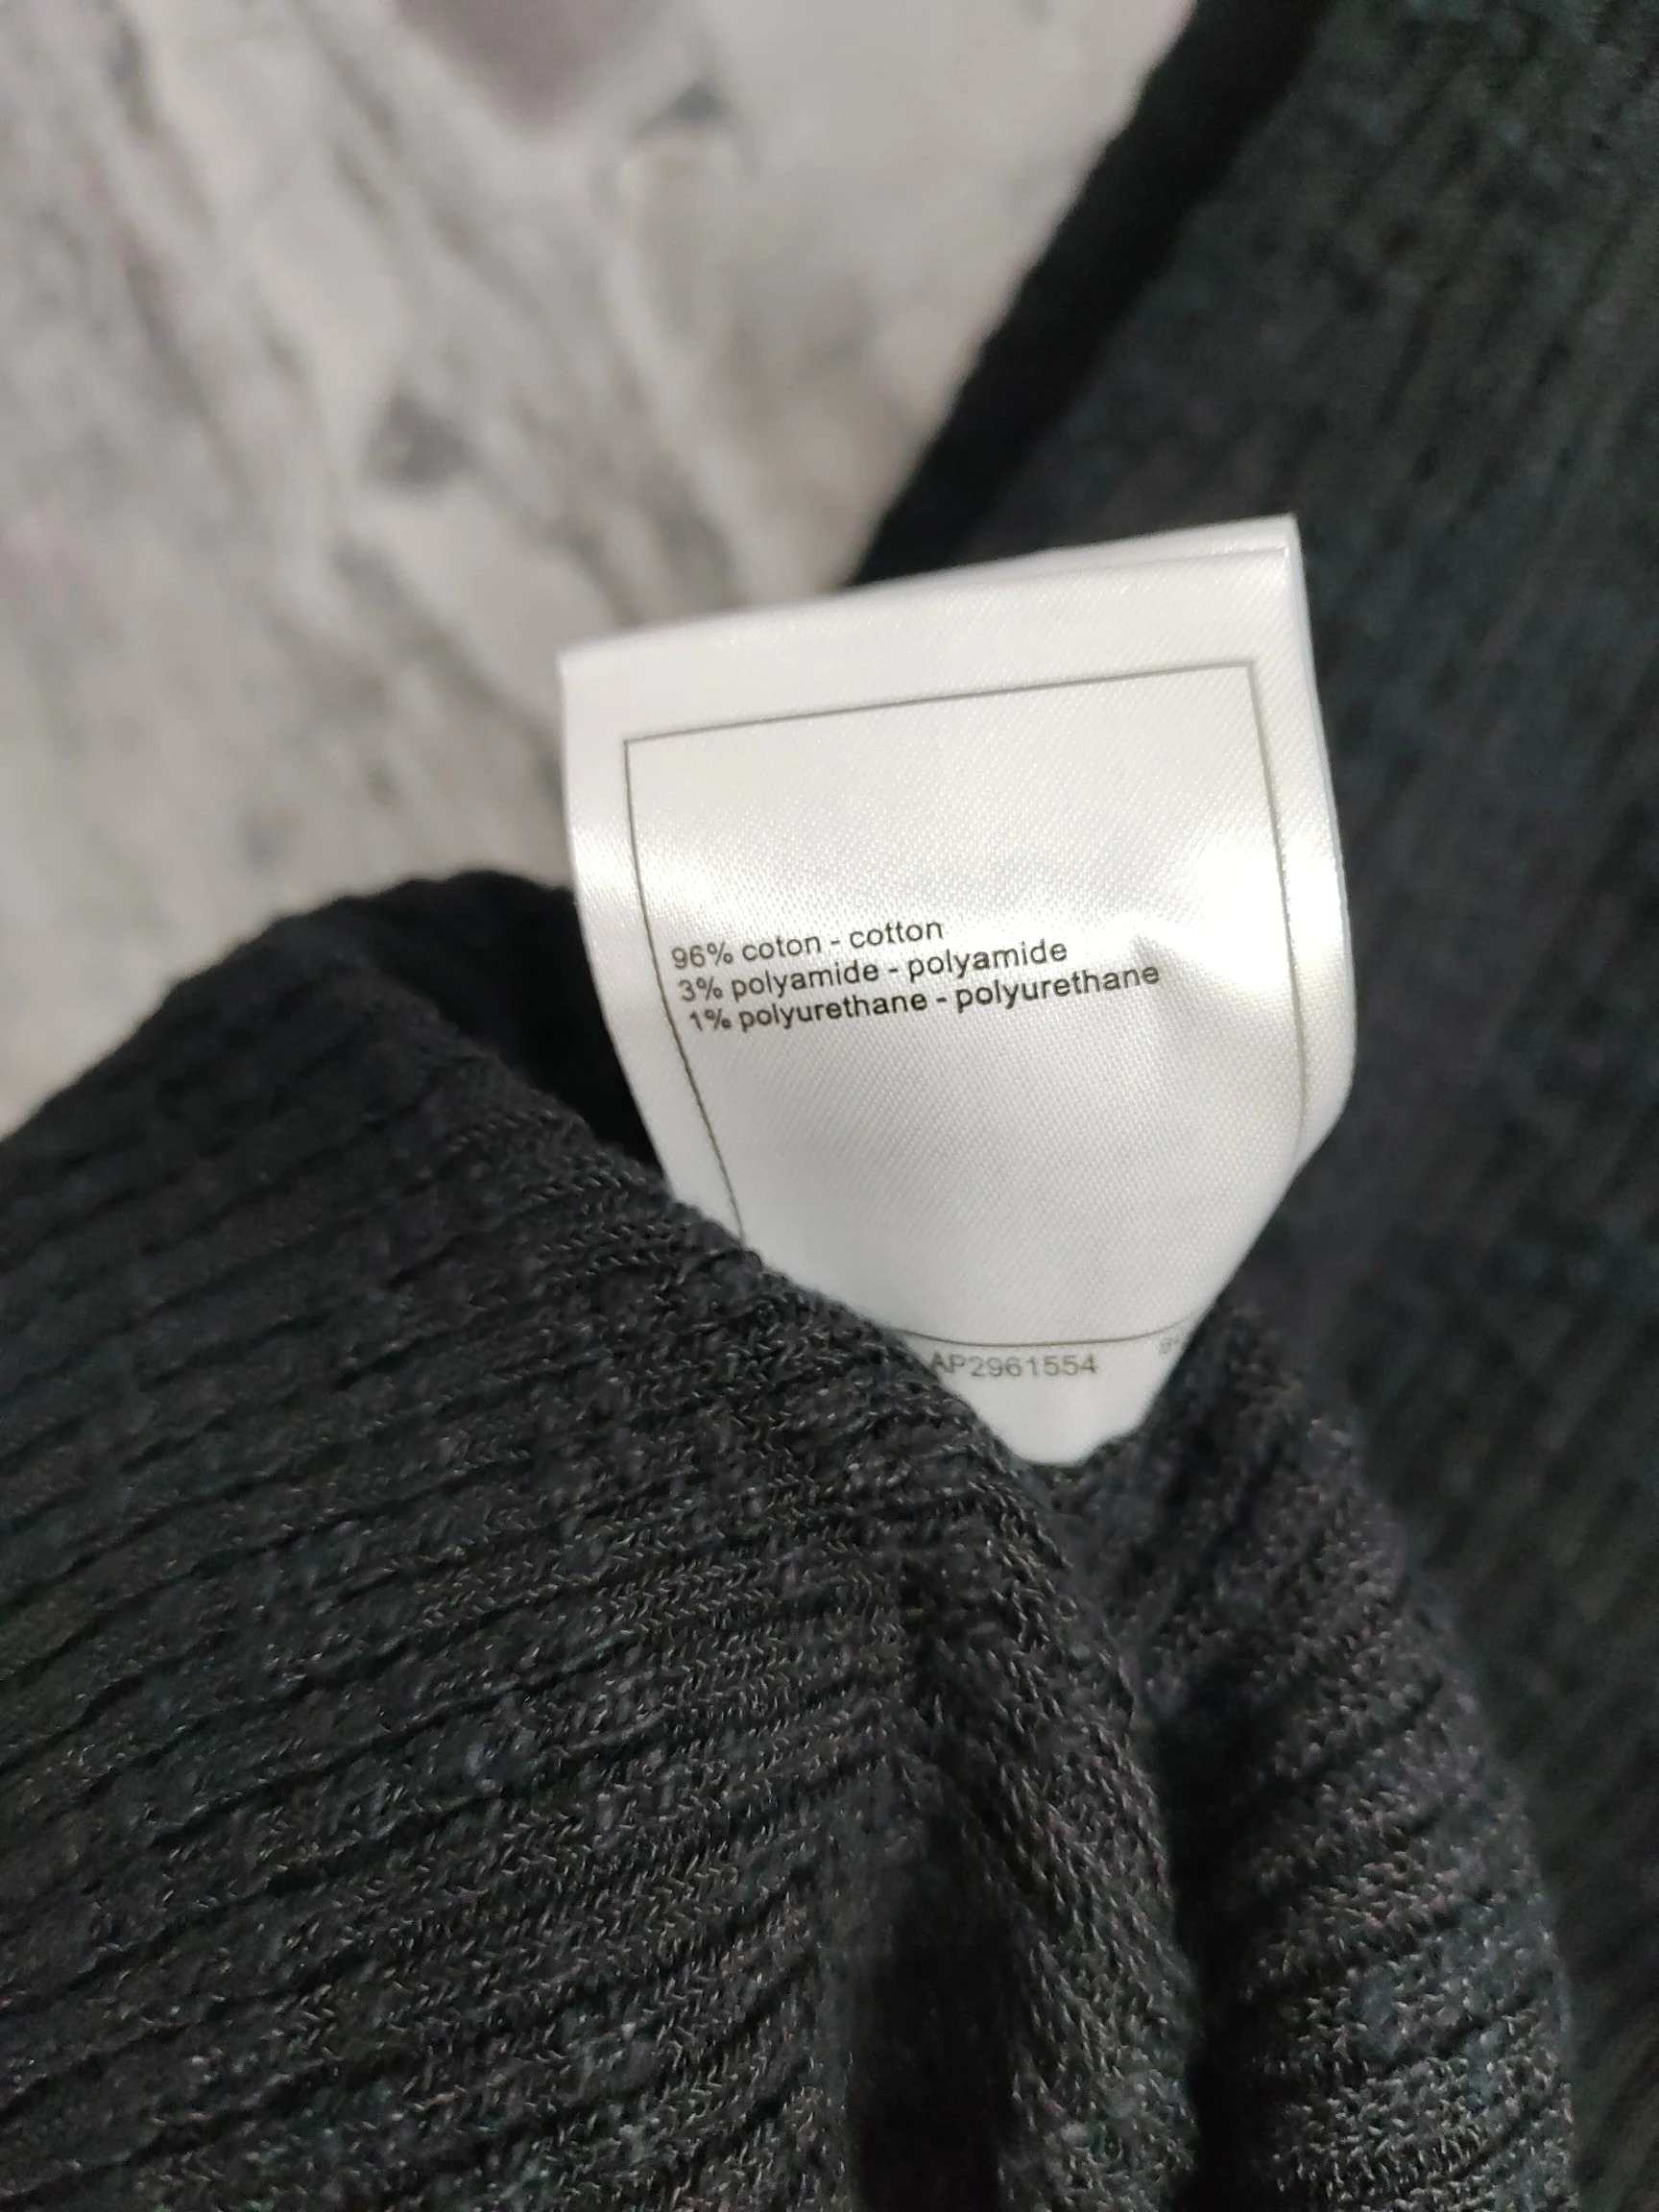 96% coton - cotton
3% polyamide - polyamide
1% polyurethane - polyurethane
AP2961554